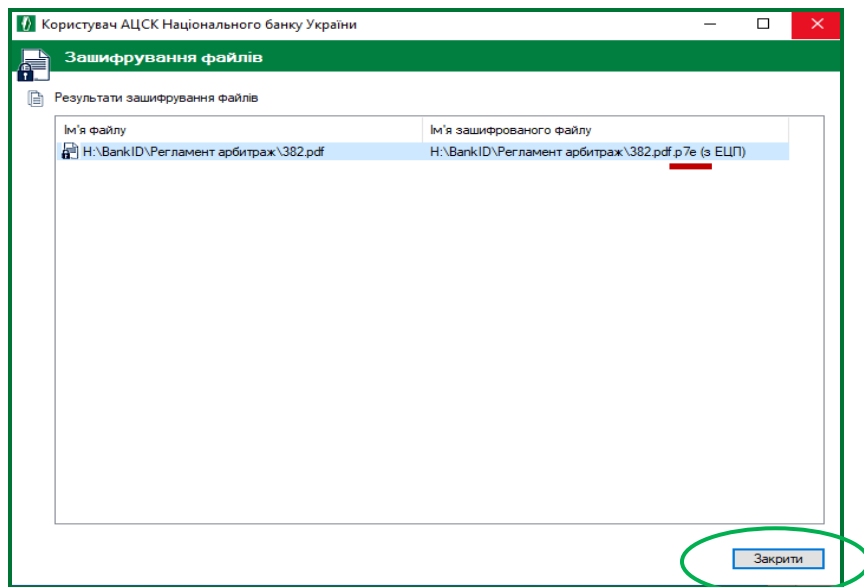 Користувач АЦСК Національного банку України
Зашифрування файлів
Результати зашифрування файлів
Ім'я файлу Ім'я зашифрованого файлу
H:\BankID\Регламент арбитраж\382.pdf H:\BankID\Регламент арбитраж\382.pdf.p7e (з ЕЦП)
Закрити